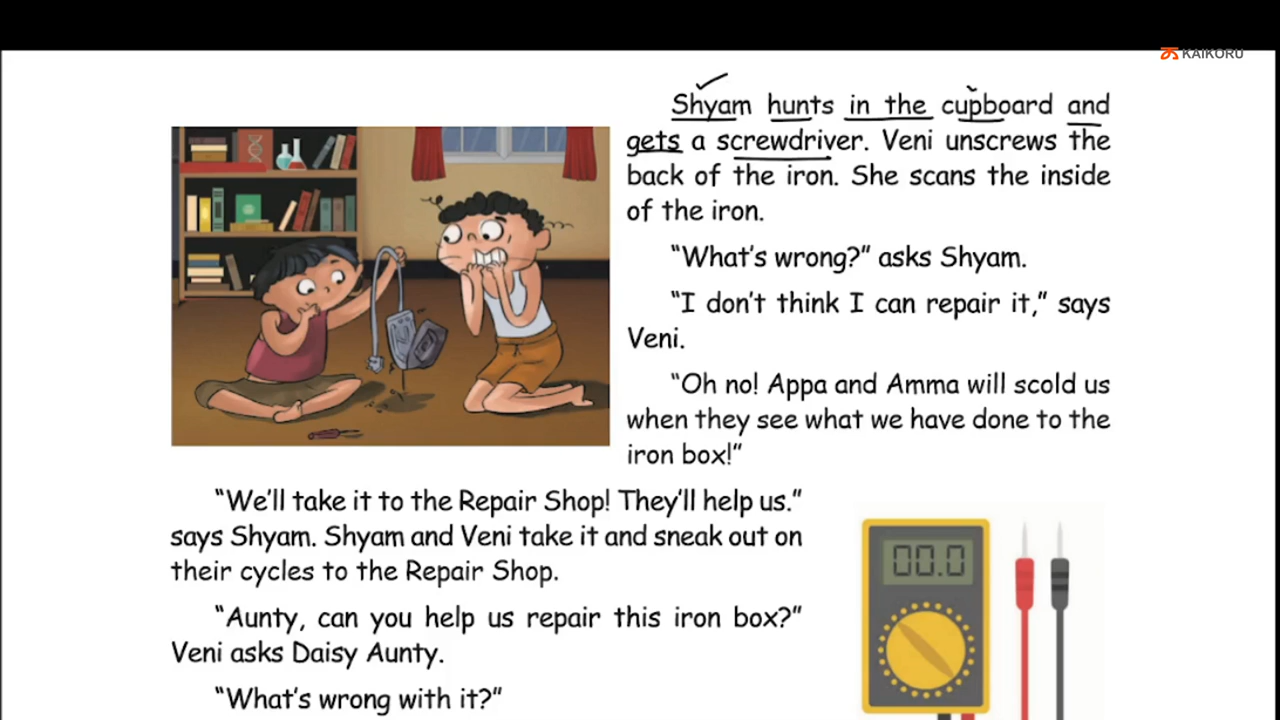 KAIKORU
Shyam hunts in the cupboard and
gets a screwdriver. Veni unscrews the
back of the iron. She scans the inside
of the iron.
“What's wrong?” asks Shyam.
“I don't think I can repair it,” says
Veni.
“Oh no! Appa and Amma will scold us
when they see what we have done to the
iron box!”
“We'll take it to the Repair Shop! They'll help us.”
says Shyam. Shyam and Veni take it and sneak out on
their cycles to the Repair Shop.
“Aunty, can you help us repair this iron box?”
Veni asks Daisy Aunty.
“What's wrong with it?”
00.0